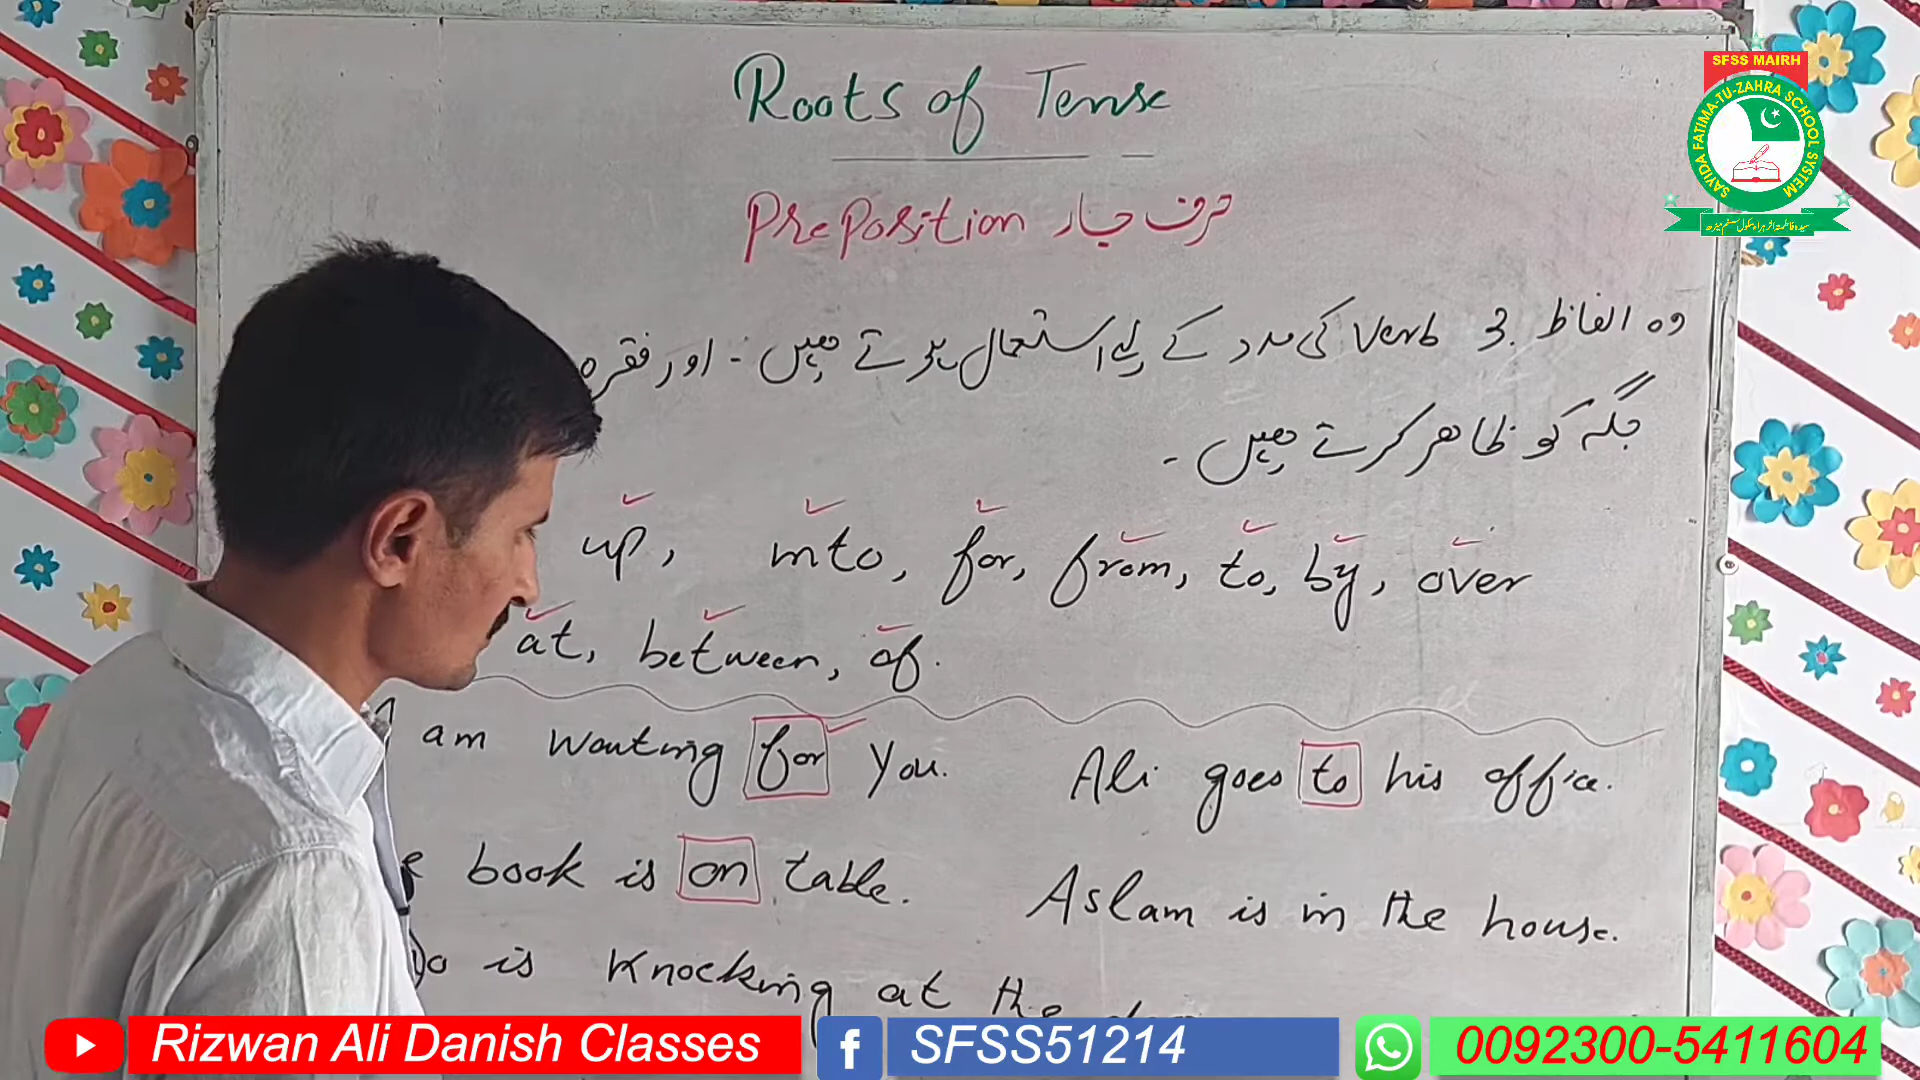 Roots of Tense
Preposition حرف جار
وہ الفاظ جو Verb کی مدد کے لیے استعمال ہوتے ہیں - اور فقرہ
جگہ کو ظاہر کرتے ہیں -
up, into, for, from, to, by, over
at, between, of.
I am waiting for You. Ali goes to his office.
book is on table. Aslam is in the house.
is Knocking at the
SFSS MAIRH
SAYIDA FATIMA-TU-ZAHRA SCHOOL SYSTEM
Rizwan Ali Danish Classes
SFSS51214
0092300-5411604